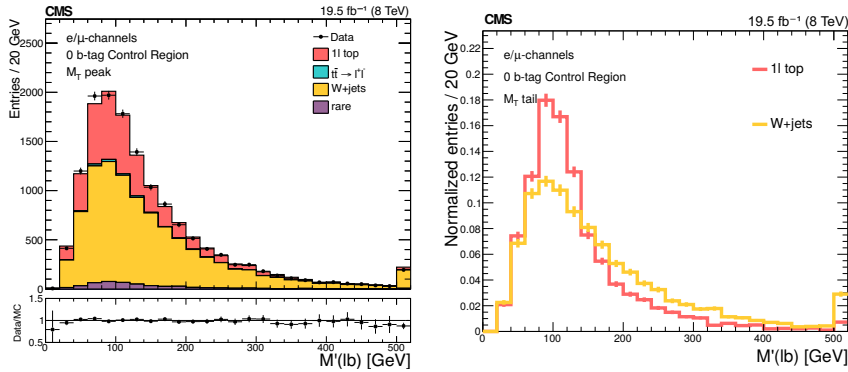 CMS 19.5 fb⁻¹ (8 TeV)
Entries / 20 GeV
e/μ-channels
0 b-tag Control Region
M_T peak
Data
1l top
tt̄ → l⁺l⁻
W+jets
rare
2500
2000
1500
1000
500
Data/MC
1.5
1.0
0.5
0 100 200 300 400 500
M'(lb) [GeV]
CMS 19.5 fb⁻¹ (8 TeV)
Normalized entries / 20 GeV
e/μ-channels
0 b-tag Control Region
M_T tail
1l top
W+jets
0.22
0.2
0.18
0.16
0.14
0.12
0.1
0.08
0.06
0.04
0.02
0
0 100 200 300 400 500
M'(lb) [GeV]